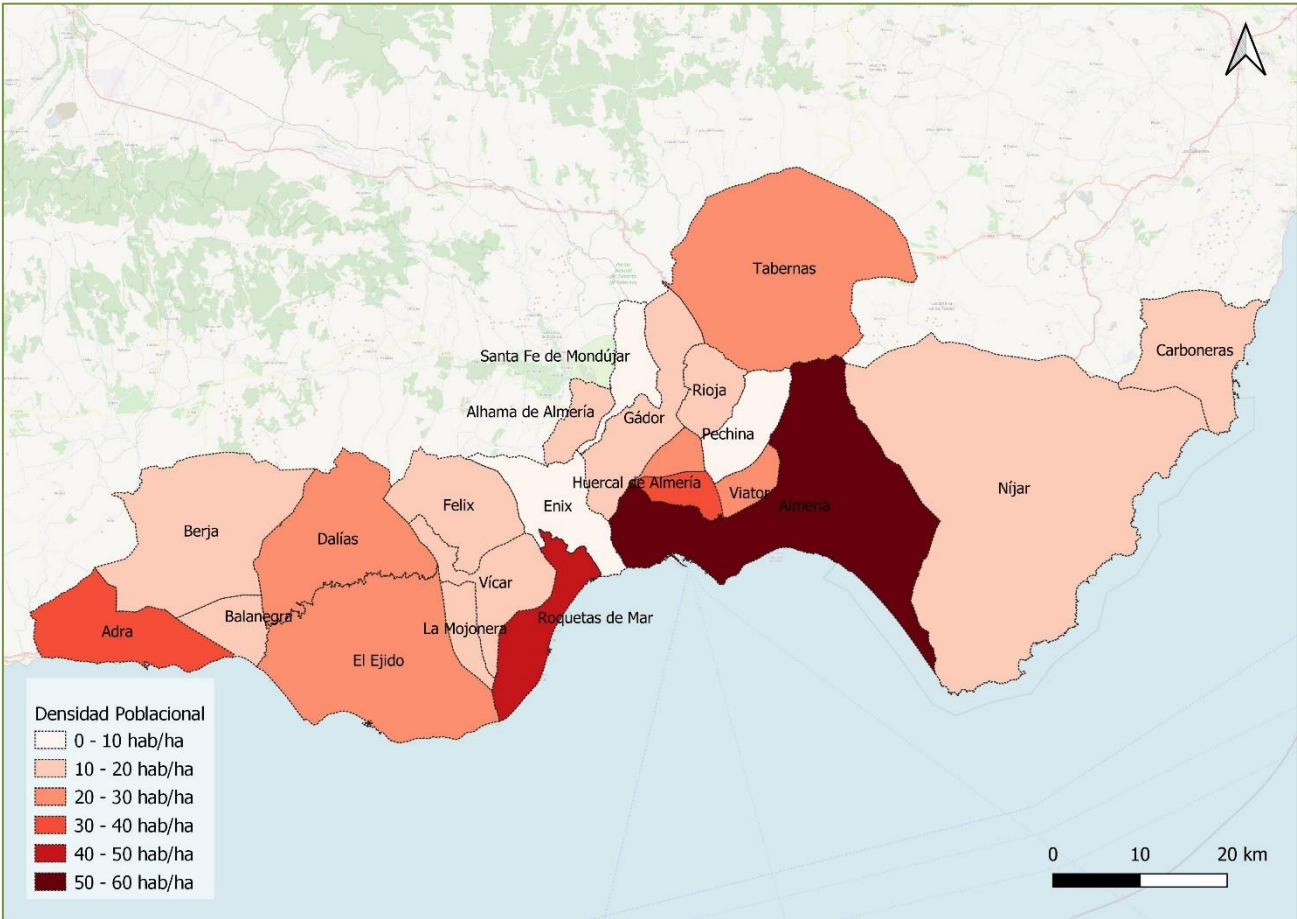 Tabernas
Carboneras
Santa Fe de Mondújar
Rioja
Alhama de Almería
Gádor
Pechina
Níjar
Huercal de Almería
Viator
Almería
Felix
Enix
Berja
Dalías
Vícar
Balanegra
Roquetas de Mar
La Mojonera
Adra
El Ejido
Densidad Poblacional
0 - 10 hab/ha
10 - 20 hab/ha
20 - 30 hab/ha
30 - 40 hab/ha
40 - 50 hab/ha
50 - 60 hab/ha
0 10 20 km